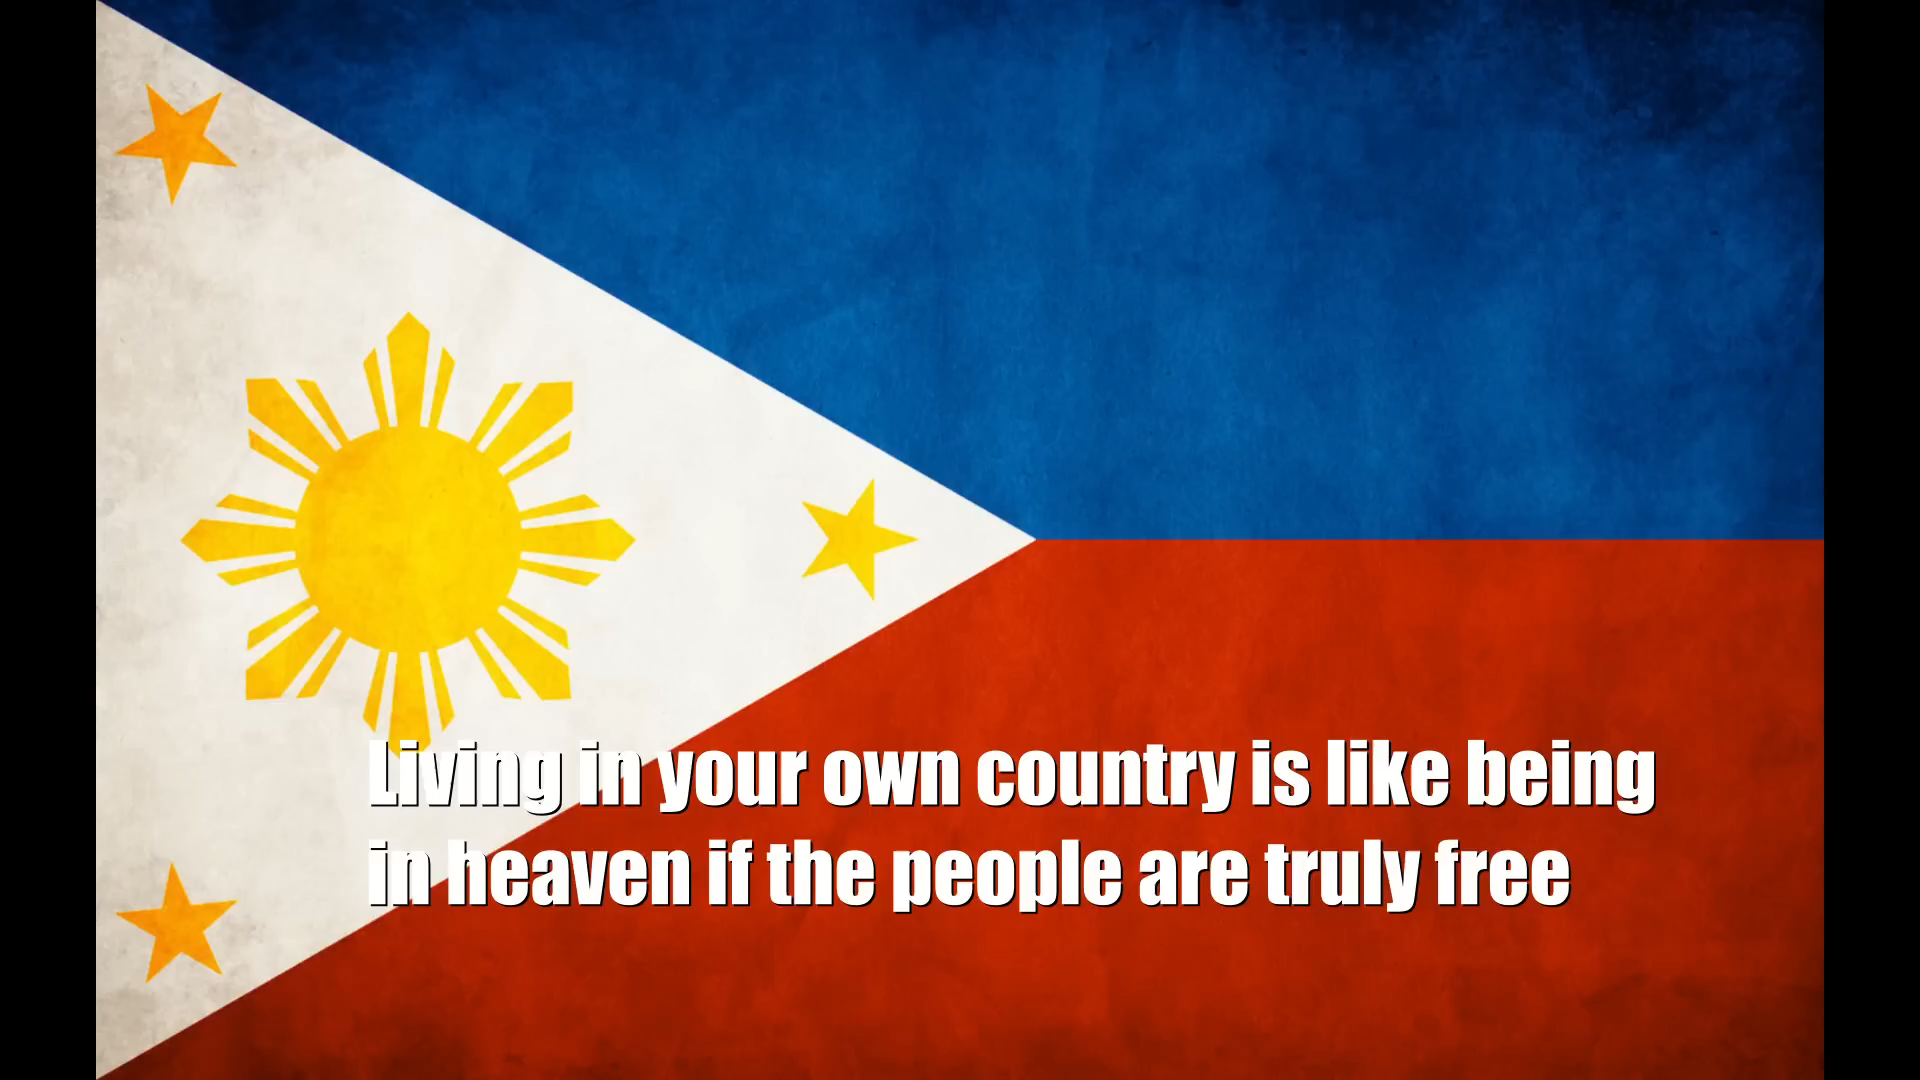 Living in your own country is like being
in heaven if the people are truly free